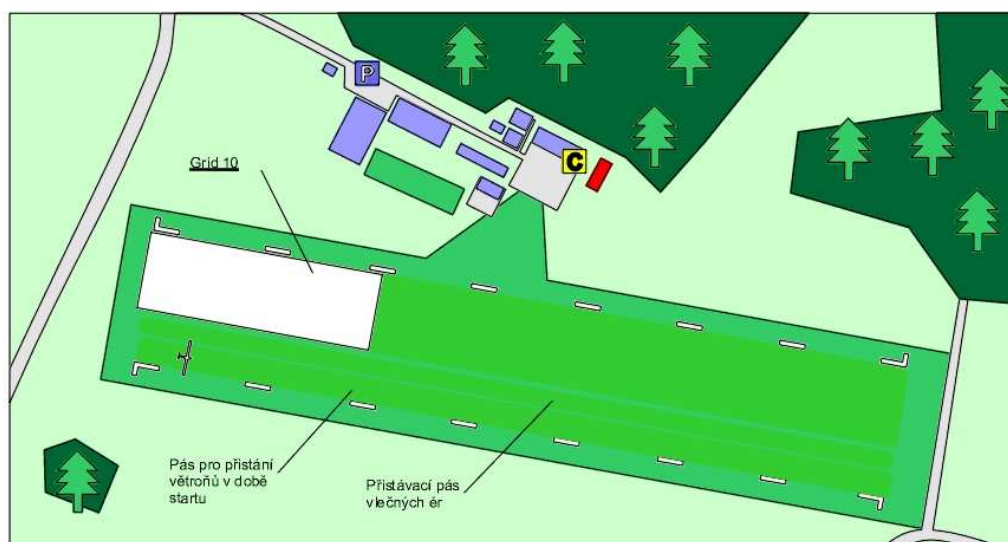 P
C
Grid 10
Pás pro přistání
větroňů v době
startu
Přistávací pás
vlečných ér